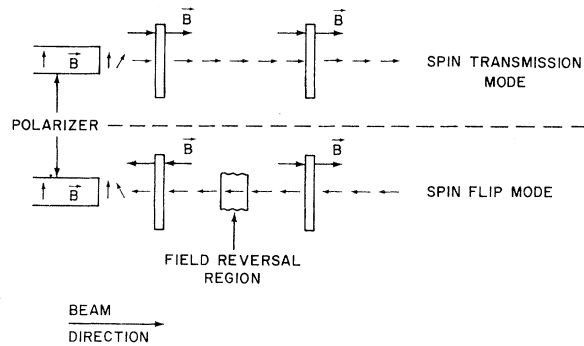 B
B
B
SPIN TRANSMISSION
MODE
POLARIZER
B
B
B
SPIN FLIP MODE
FIELD REVERSAL
REGION
BEAM
DIRECTION